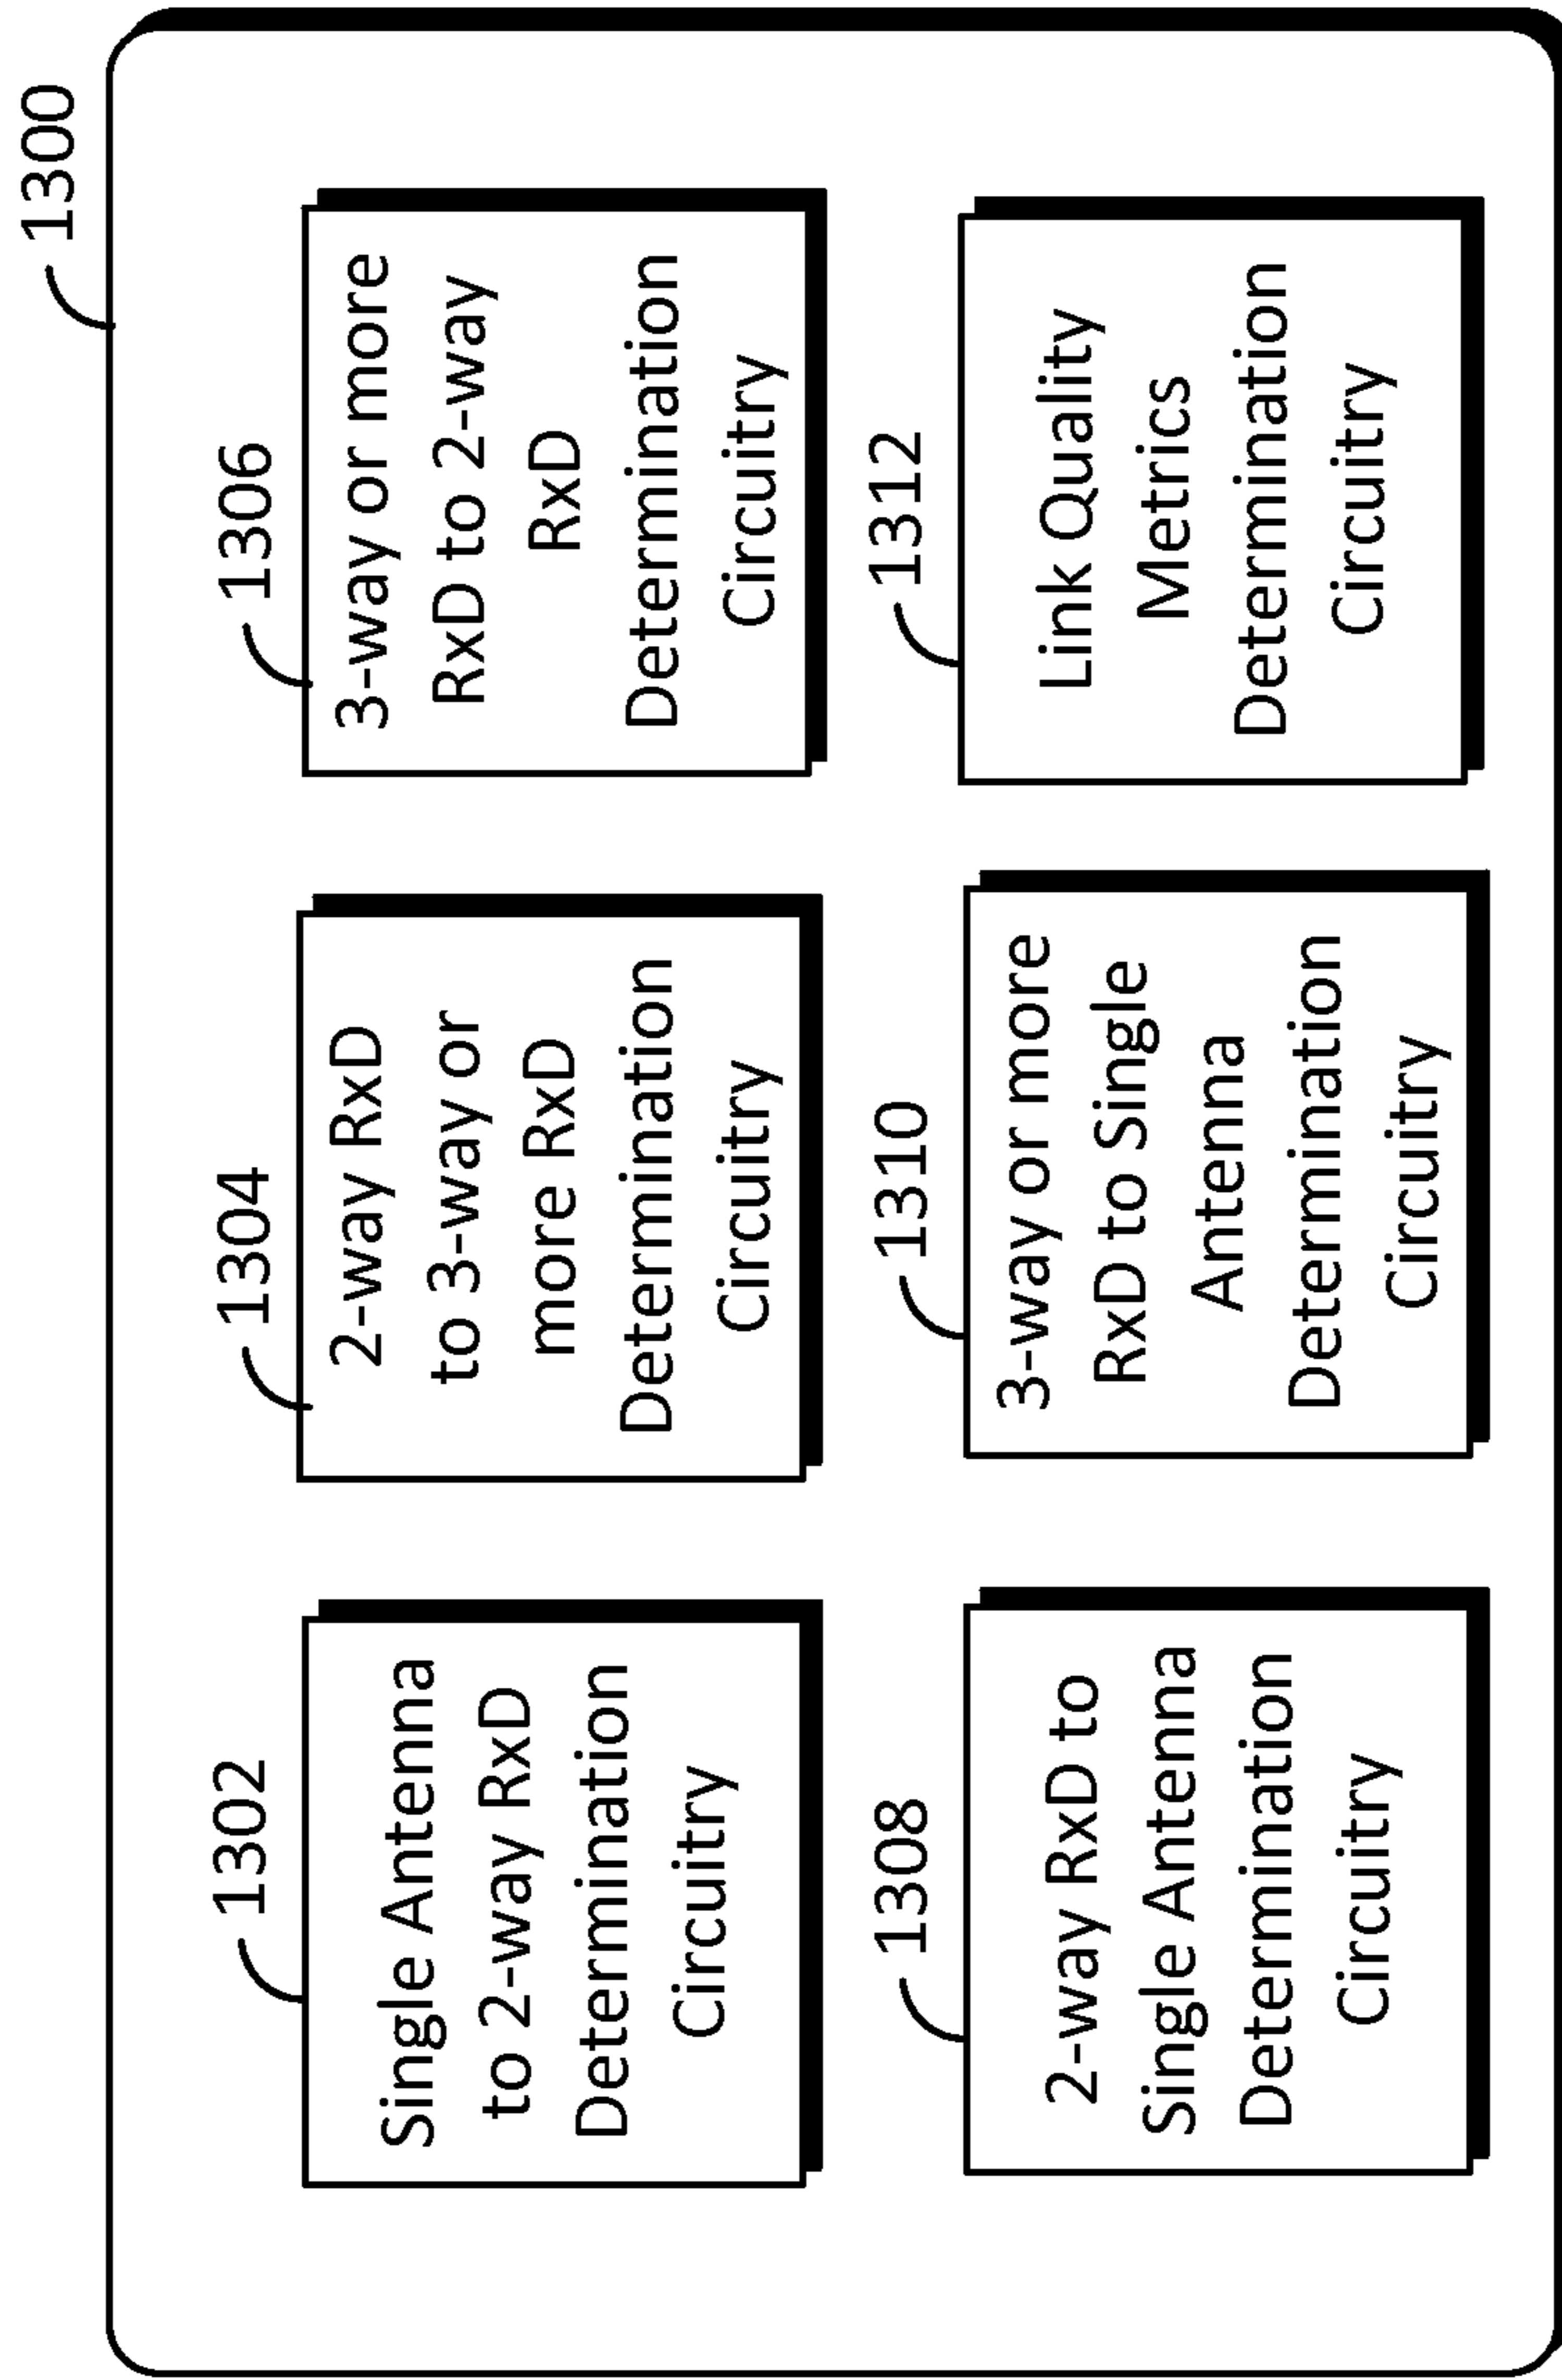 1300
1302
Single Antenna
to 2-way RxD
Determination
Circuitry
1304
2-way RxD
to 3-way or
more RxD
Determination
Circuitry
1306
3-way or more
RxD to 2-way
RxD
Determination
Circuitry
1308
2-way RxD to
Single Antenna
Determination
Circuitry
1310
3-way or more
RxD to Single
Antenna
Determination
Circuitry
1312
Link Quality
Metrics
Determination
Circuitry